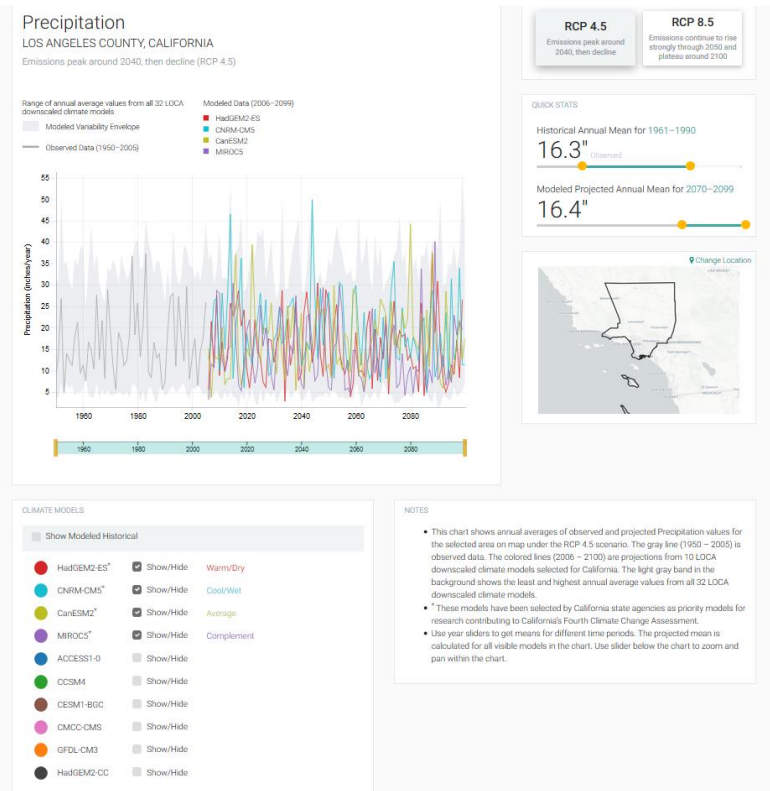 Precipitation
LOS ANGELES COUNTY, CALIFORNIA
Emissions peak around 2040, then decline (RCP 4.5)
Range of annual average values from all 32 LOCA
downscaled climate models
Modeled Variability Envelope
Observed Data (1950–2005)
Modeled Data (2006–2099)
HadGEM2-ES
CNRM-CM5
CanESM2
MIROC5
Precipitation (inches/year)
55
50
45
40
35
30
25
20
15
10
5
1960
1980
2000
2020
2040
2060
2080
1960
1980
2000
2020
2040
2060
2080
RCP 4.5
Emissions peak around
2040, then decline
RCP 8.5
Emissions continue to rise
strongly through 2050 and
plateau around 2100
QUICK STATS
Historical Annual Mean for 1961–1990
16.3" Observed
Modeled Projected Annual Mean for 2070–2099
16.4"
Change Location
CLIMATE MODELS
Show Modeled Historical
HadGEM2-ES* Show/Hide Warm/Dry
CNRM-CM5* Show/Hide Cool/Wet
CanESM2* Show/Hide Average
MIROC5* Show/Hide Complement
ACCESS1-0 Show/Hide
CCSM4 Show/Hide
CESM1-BGC Show/Hide
CMCC-CMS Show/Hide
GFDL-CM3 Show/Hide
HadGEM2-CC Show/Hide
NOTES
• This chart shows annual averages of observed and projected Precipitation values for
the selected area on map under the RCP 4.5 scenario. The gray line (1950 – 2005) is
observed data. The colored lines (2006 – 2100) are projections from 10 LOCA
downscaled climate models selected for California. The light gray band in the
background shows the least and highest annual average values from all 32 LOCA
downscaled climate models.
• * These models have been selected by California state agencies as priority models for
research contributing to California's Fourth Climate Change Assessment.
• Use year sliders to get means for different time periods. The projected mean is
calculated for all visible models in the chart. Use slider below the chart to zoom and
pan within the chart.